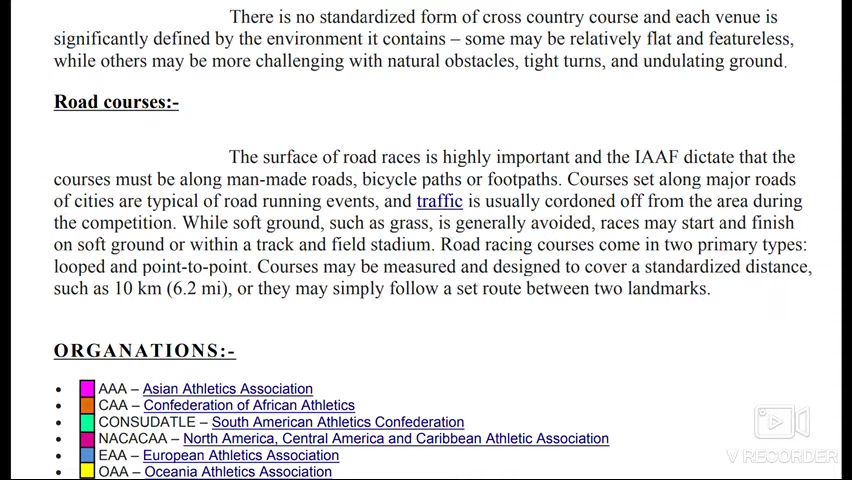 There is no standardized form of cross country course and each venue is
significantly defined by the environment it contains – some may be relatively flat and featureless,
while others may be more challenging with natural obstacles, tight turns, and undulating ground.
Road courses:-
The surface of road races is highly important and the IAAF dictate that the
courses must be along man-made roads, bicycle paths or footpaths. Courses set along major roads
of cities are typical of road running events, and traffic is usually cordoned off from the area during
the competition. While soft ground, such as grass, is generally avoided, races may start and finish
on soft ground or within a track and field stadium. Road racing courses come in two primary types:
looped and point-to-point. Courses may be measured and designed to cover a standardized distance,
such as 10 km (6.2 mi), or they may simply follow a set route between two landmarks.
ORGANATIONS:-
• AAA – Asian Athletics Association
• CAA – Confederation of African Athletics
• CONSUDATLE – South American Athletics Confederation
• NACACAA – North America, Central America and Caribbean Athletic Association
• EAA – European Athletics Association
• OAA – Oceania Athletics Association
V RECORDER